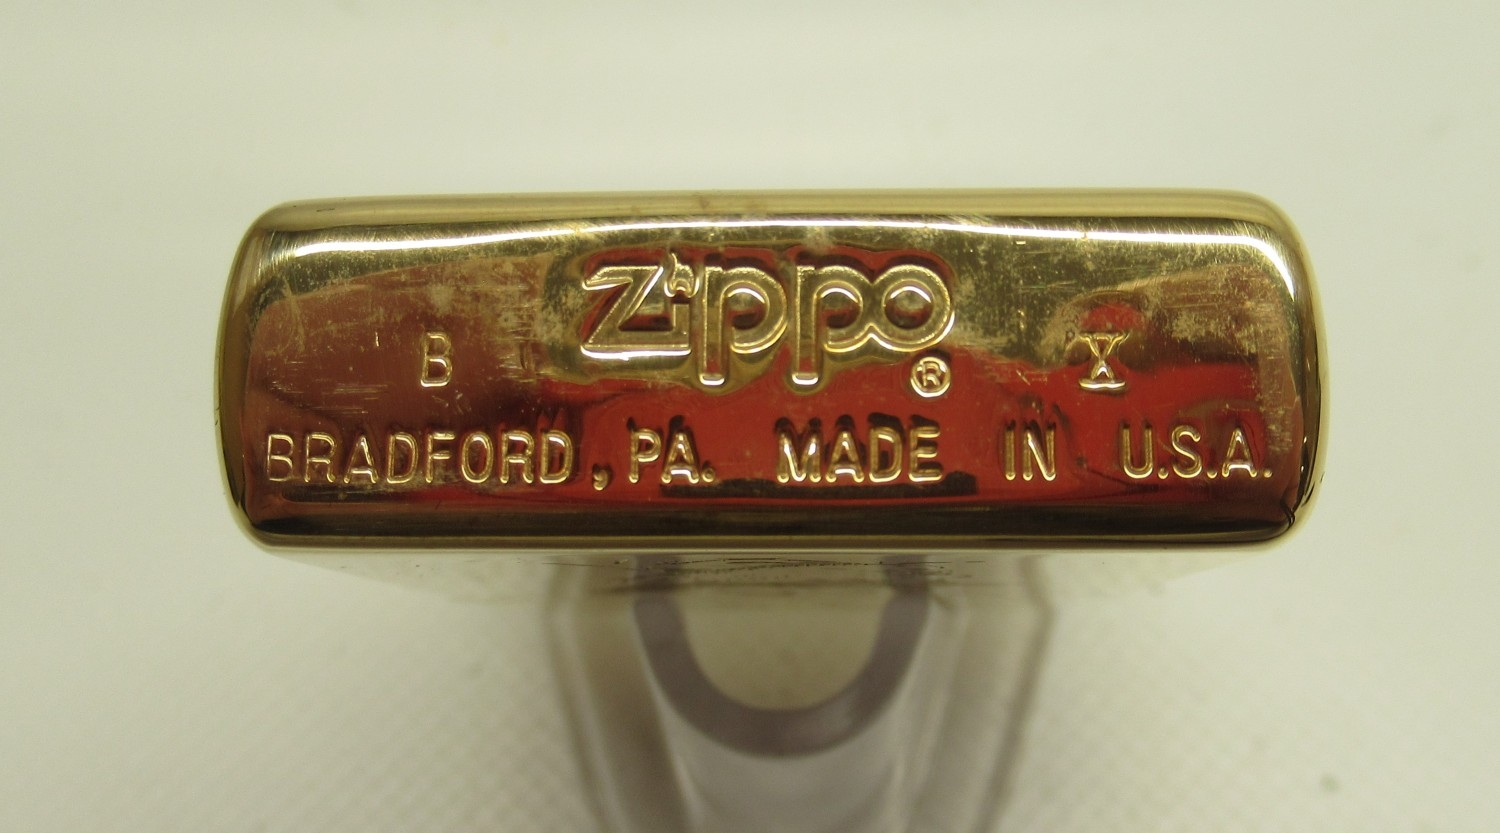 Zippo
B ® X
BRADFORD, PA. MADE IN U.S.A.